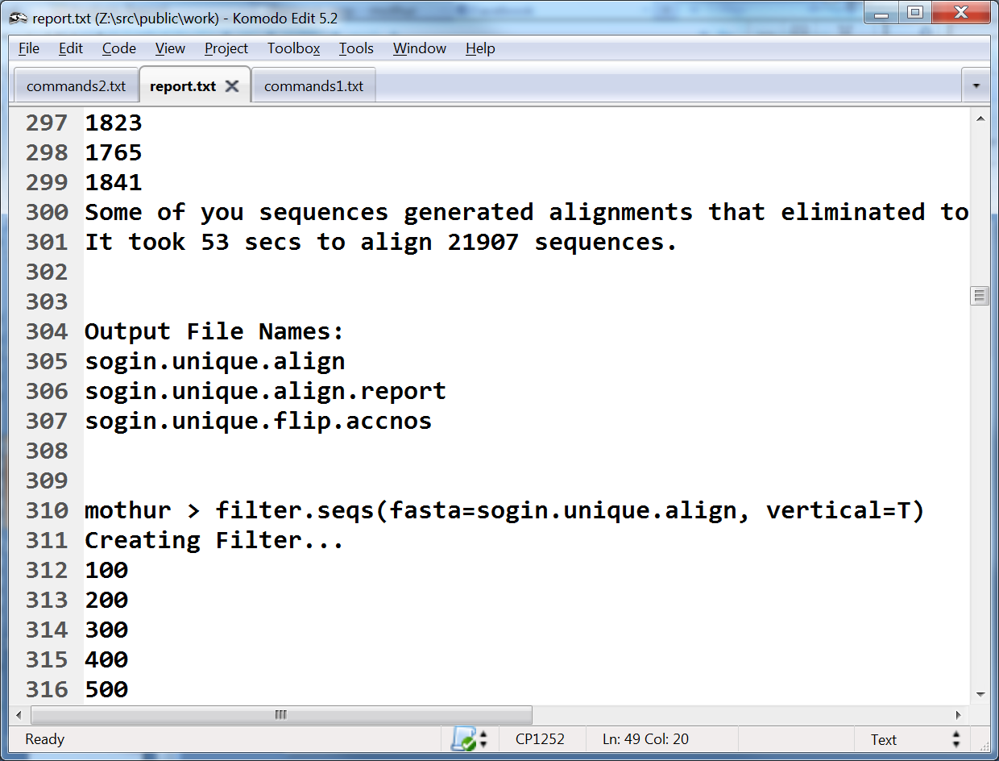 report.txt (Z:\src\public\work) - Komodo Edit 5.2
File Edit Code View Project Toolbox Tools Window Help
commands2.txt report.txt commands1.txt
297 1823
298 1765
299 1841
300 Some of you sequences generated alignments that eliminated to
301 It took 53 secs to align 21907 sequences.
302
303
304 Output File Names:
305 sogin.unique.align
306 sogin.unique.align.report
307 sogin.unique.flip.accnos
308
309
310 mothur > filter.seqs(fasta=sogin.unique.align, vertical=T)
311 Creating Filter...
312 100
313 200
314 300
315 400
316 500
Ready CP1252 Ln: 49 Col: 20 Text